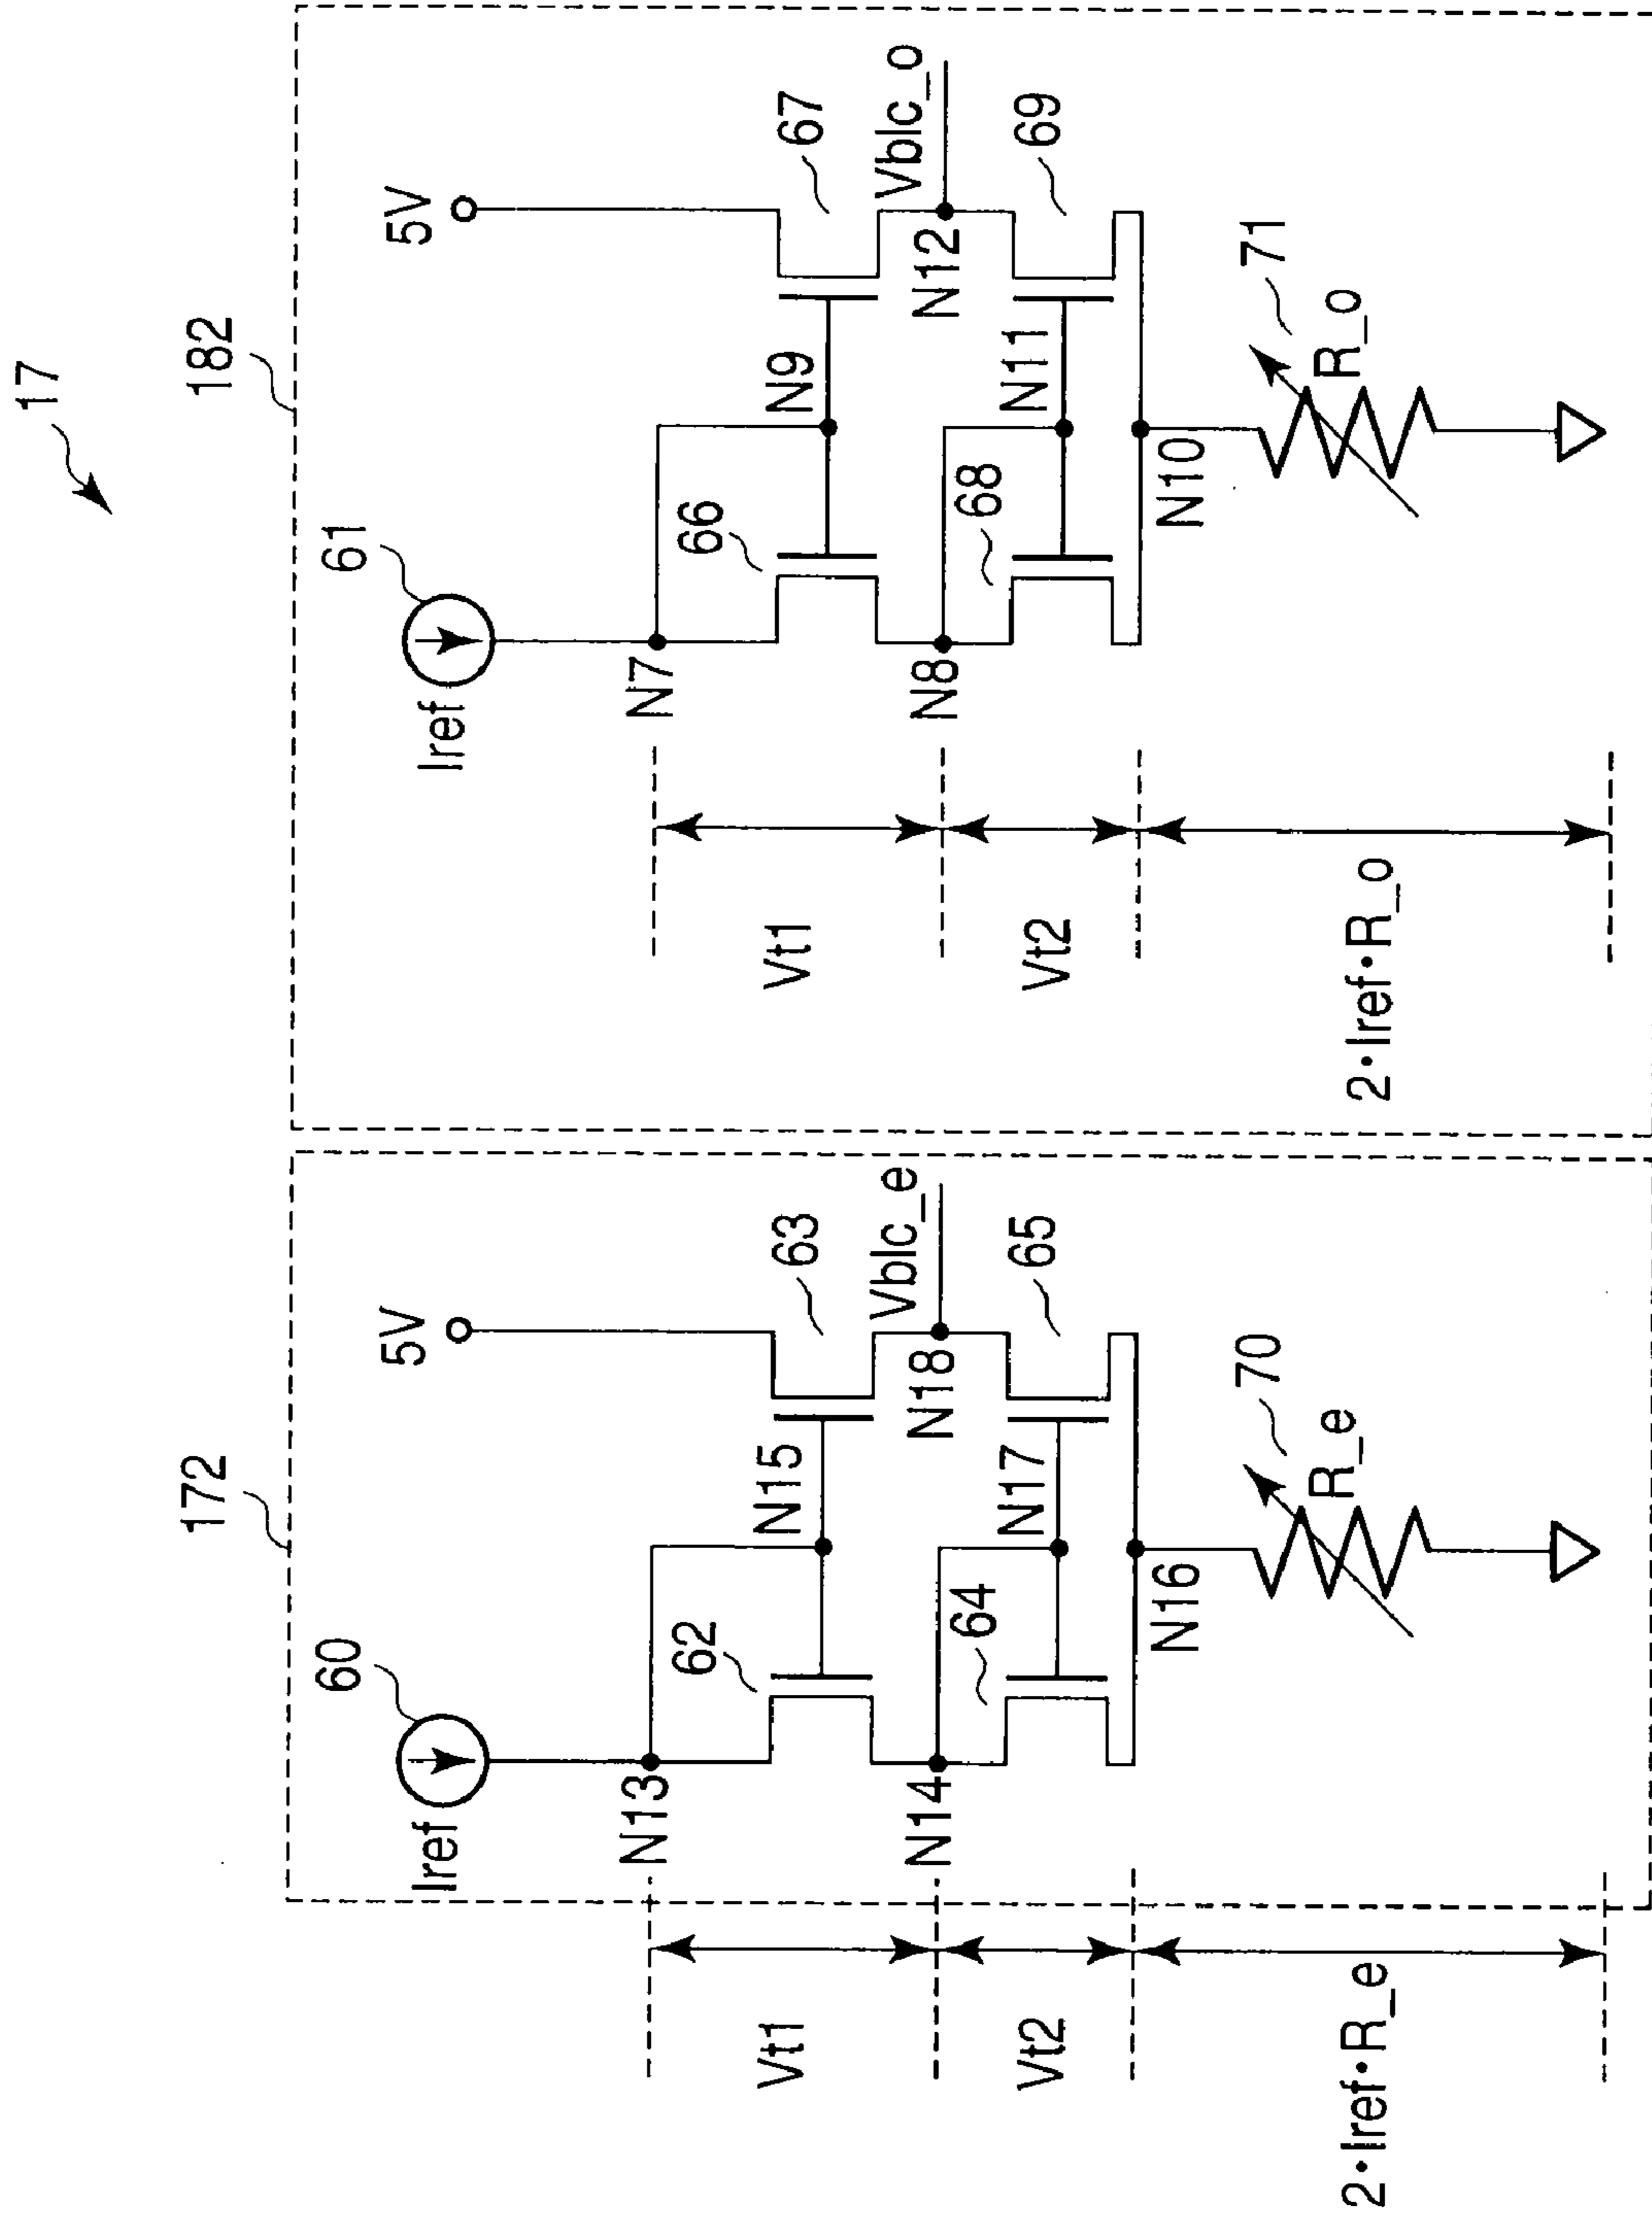 17
172
182
60
Iref
5V
61
Iref
5V
N13
62
N15
63
N7
66
N9
67
Vt1
N14
64
N17
N18
Vblc_e
65
Vt1
N8
68
N11
N12
Vblc_o
69
Vt2
N16
70
R_e
Vt2
N10
71
R_o
2•Iref•R_e
2•Iref•R_o